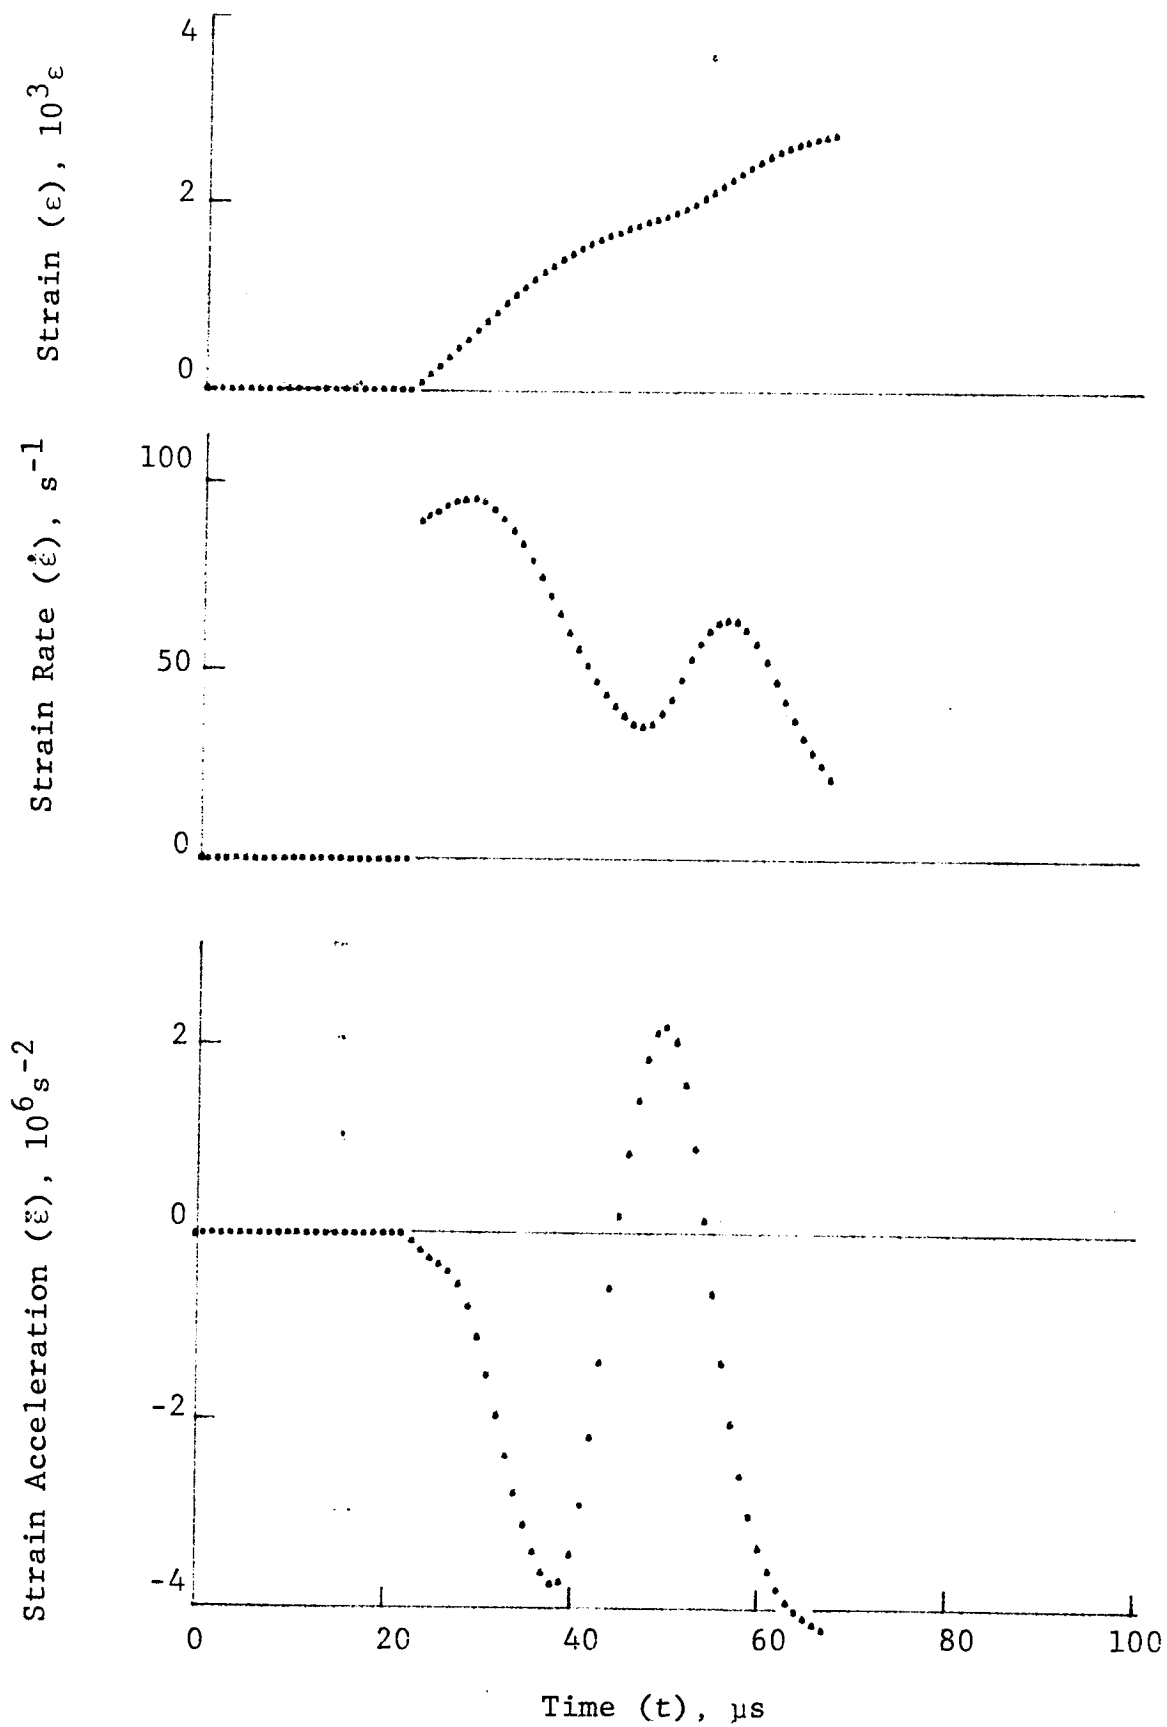 4
2
0
Strain (ε), 10³ε
100
50
0
Strain Rate (ε̇), s⁻¹
2
0
-2
-4
Strain Acceleration (ε̈), 10⁶s⁻²
0 20 40 60 80 100
Time (t), µs